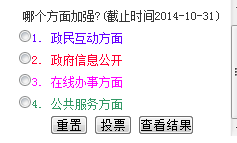 哪个方面加强?(截止时间2014-10-31)
1. 政民互动方面
2. 政府信息公开
3. 在线办事方面
4. 公共服务方面
重置 投票 查看结果